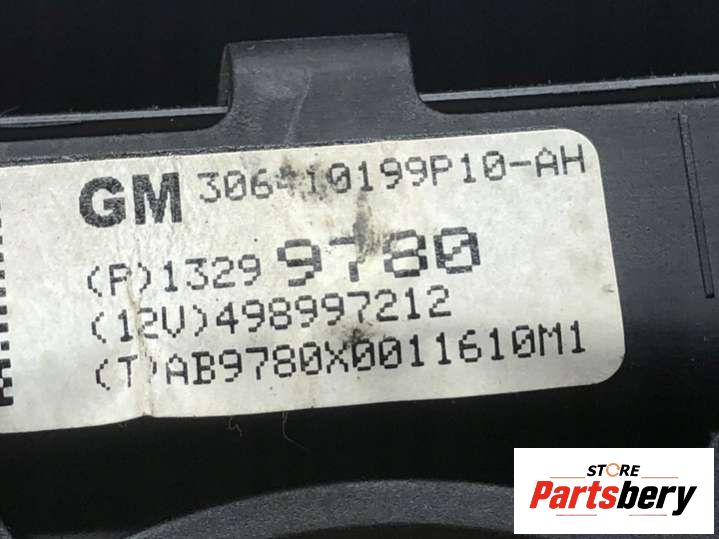 GM 306410199P10-AH
(P)1329 9780
(12V)498997212
(T)AB9780X0011610M1
STORE
Partsbery